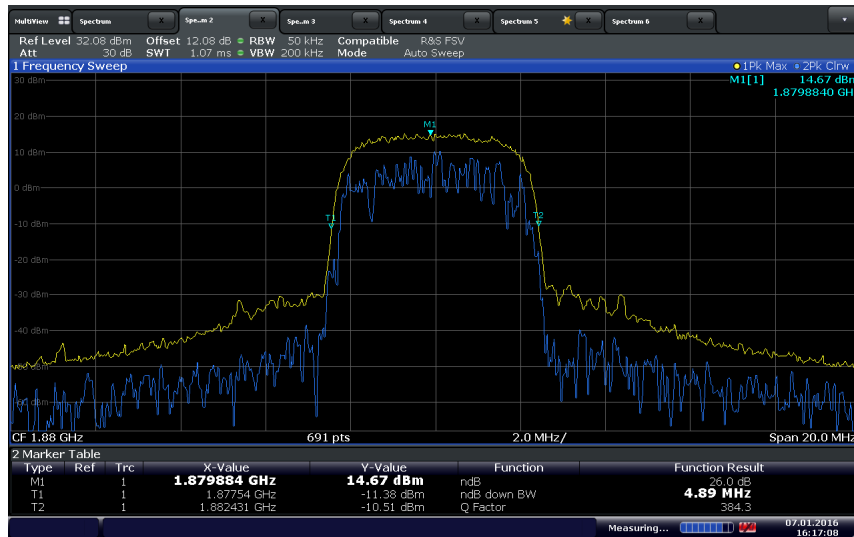 MultiView Spectrum X Spe..m 2 X Spe..m 3 X Spectrum 4 X Spectrum 5 X Spectrum 6 X
Ref Level 32.08 dBm Offset 12.08 dB RBW 50 kHz Compatible R&S FSV
Att 30 dB SWT 1.07 ms VBW 200 kHz Mode Auto Sweep
1 Frequency Sweep 1Pk Max 2Pk Clrw
30 dBm M1[1] 14.67 dBm
1.8798840 GH
20 dBm
M1
10 dBm
0 dBm
T1 T2
-10 dBm
-20 dBm
-30 dBm
-40 dBm
CF 1.88 GHz 691 pts 2.0 MHz/ Span 20.0 MHz
2 Marker Table
Type Ref Trc X-Value Y-Value Function Function Result
M1 1 1.879884 GHz 14.67 dBm ndB 26.0 dB
T1 1 1.87754 GHz -11.38 dBm ndB down BW 4.89 MHz
T2 1 1.882431 GHz -10.51 dBm Q Factor 384.3
Measuring... 07.01.2016
16:17:08